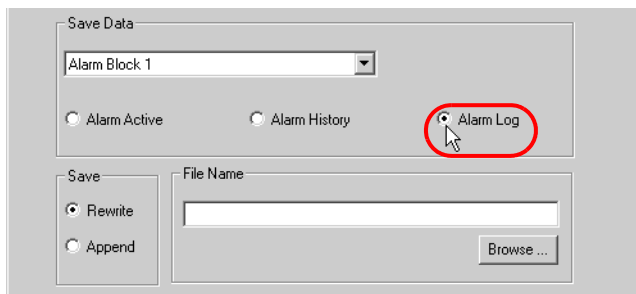 Save Data
Alarm Block 1
Alarm Active
Alarm History
Alarm Log
Save
Rewrite
Append
File Name
Browse ...